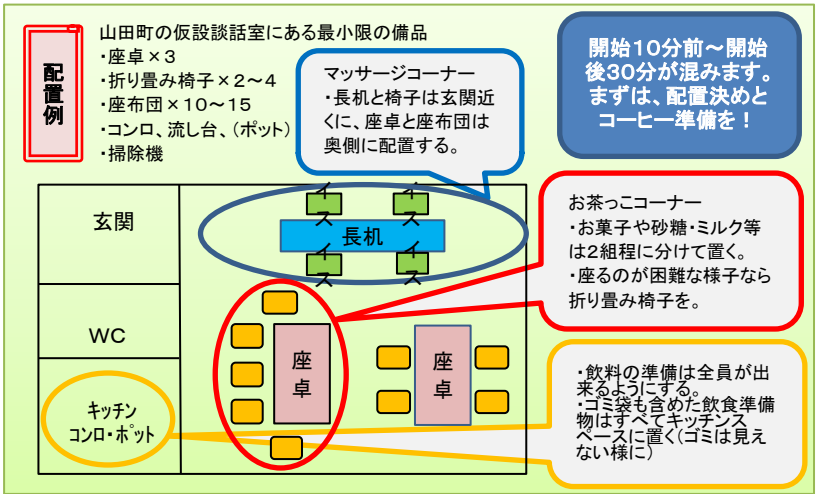 配置例
山田町の仮設談話室にある最小限の備品
・座卓×3
・折り畳み椅子×2～4
・座布団×10～15
・コンロ、流し台、（ポット）
・掃除機
マッサージコーナー
・長机と椅子は玄関近
くに、座卓と座布団は
奥側に配置する。
開始１０分前～開始
後３０分が混みます。
まずは、配置決めと
コーヒー準備を！
玄関
WC
キッチン
コンロ・ポット
イス
イス
長机
イス
イス
座卓
座卓
お茶っこコーナー
・お菓子や砂糖・ミルク等
は２組程に分けて置く。
・座るのが困難な様子なら
折り畳み椅子を。
・飲料の準備は全員が出
来るようにする。
・ゴミ袋も含めた飲食準備
物はすべてキッチンス
ペースに置く（ゴミは見え
ない様に）